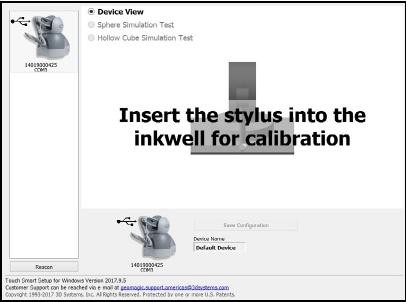 Device View
Sphere Simulation Test
Hollow Cube Simulation Test
14019000425
COM3
Insert the stylus into the
inkwell for calibration
Save Configuration
Device Name
Default Device
14019000425
COM3
Rescan
Touch Smart Setup for Windows Version 2017.9.5
Customer Support can be reached via e mail at geomagic.support.americas@3dsystems.com
Copyright 1993-2017 3D Systems, Inc. All Rights Reserved. Protected by one or more U.S. Patents.